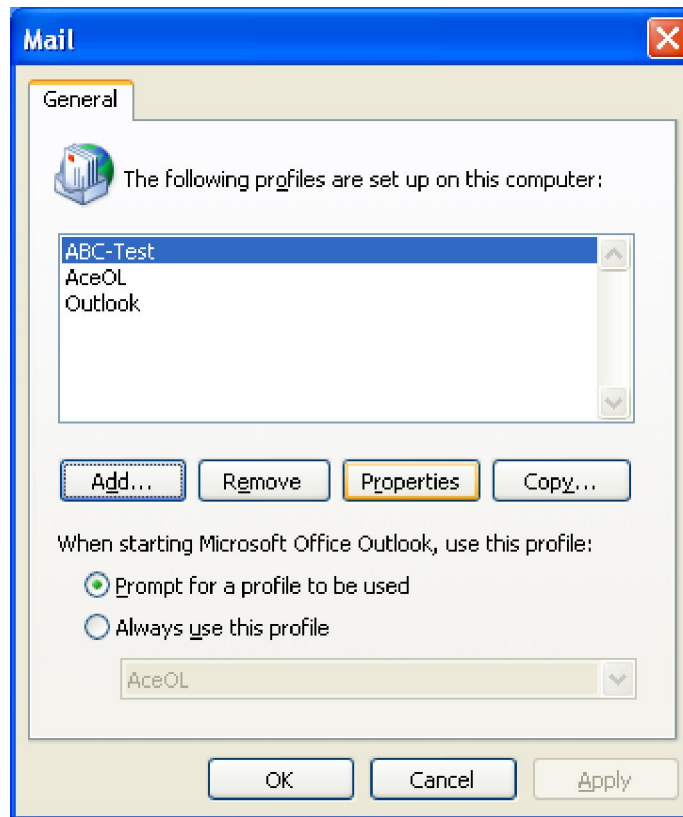 Mail
General
The following profiles are set up on this computer:
ABC-Test
AceOL
Outlook
Add... Remove Properties Copy...
When starting Microsoft Office Outlook, use this profile:
Prompt for a profile to be used
Always use this profile
AceOL
OK Cancel Apply